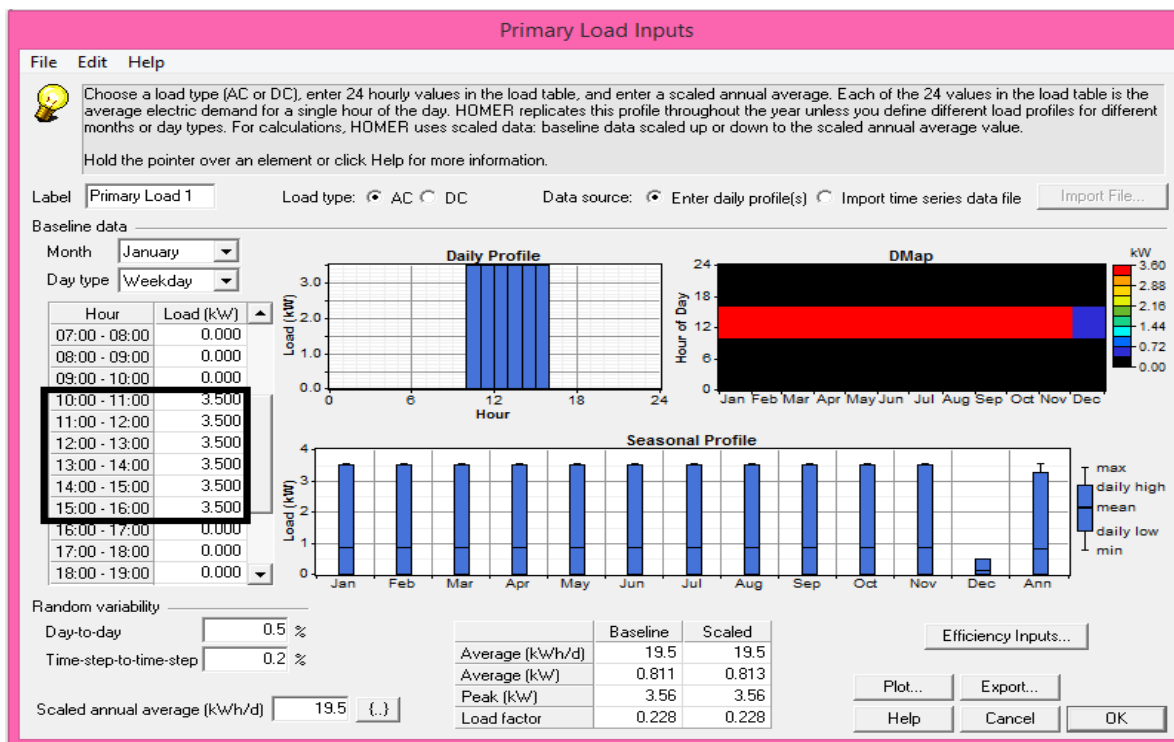 Primary Load Inputs
File Edit Help
Choose a load type (AC or DC), enter 24 hourly values in the load table, and enter a scaled annual average. Each of the 24 values in the load table is the
average electric demand for a single hour of the day. HOMER replicates this profile throughout the year unless you define different load profiles for different
months or day types. For calculations, HOMER uses scaled data: baseline data scaled up or down to the scaled annual average value.
Hold the pointer over an element or click Help for more information.
Label Primary Load 1 Load type: AC DC Data source: Enter daily profile(s) Import time series data file Import File...
Baseline data
Month January
Day type Weekday
Hour Load (kW)
07:00 - 08:00 0.000
08:00 - 09:00 0.000
09:00 - 10:00 0.000
10:00 - 11:00 3.500
11:00 - 12:00 3.500
12:00 - 13:00 3.500
13:00 - 14:00 3.500
14:00 - 15:00 3.500
15:00 - 16:00 3.500
16:00 - 17:00 0.000
17:00 - 18:00 0.000
18:00 - 19:00 0.000
Daily Profile
Load (kW)
3.0
2.0
1.0
0.0
0 6 12 18 24
Hour
DMap
Hour of Day
24
18
12
6
0
Jan Feb Mar Apr May Jun Jul Aug Sep Oct Nov Dec
kW
3.60
2.88
2.16
1.44
0.72
0.00
Seasonal Profile
Load (kW)
4
3
2
1
0
Jan Feb Mar Apr May Jun Jul Aug Sep Oct Nov Dec Ann
max
daily high
mean
daily low
min
Random variability
Day-to-day 0.5 %
Time-step-to-time-step 0.2 %
Scaled annual average (kWh/d) 19.5 {..}
Baseline Scaled
Average (kWh/d) 19.5 19.5
Average (kW) 0.811 0.813
Peak (kW) 3.56 3.56
Load factor 0.228 0.228
Efficiency Inputs...
Plot... Export...
Help Cancel OK